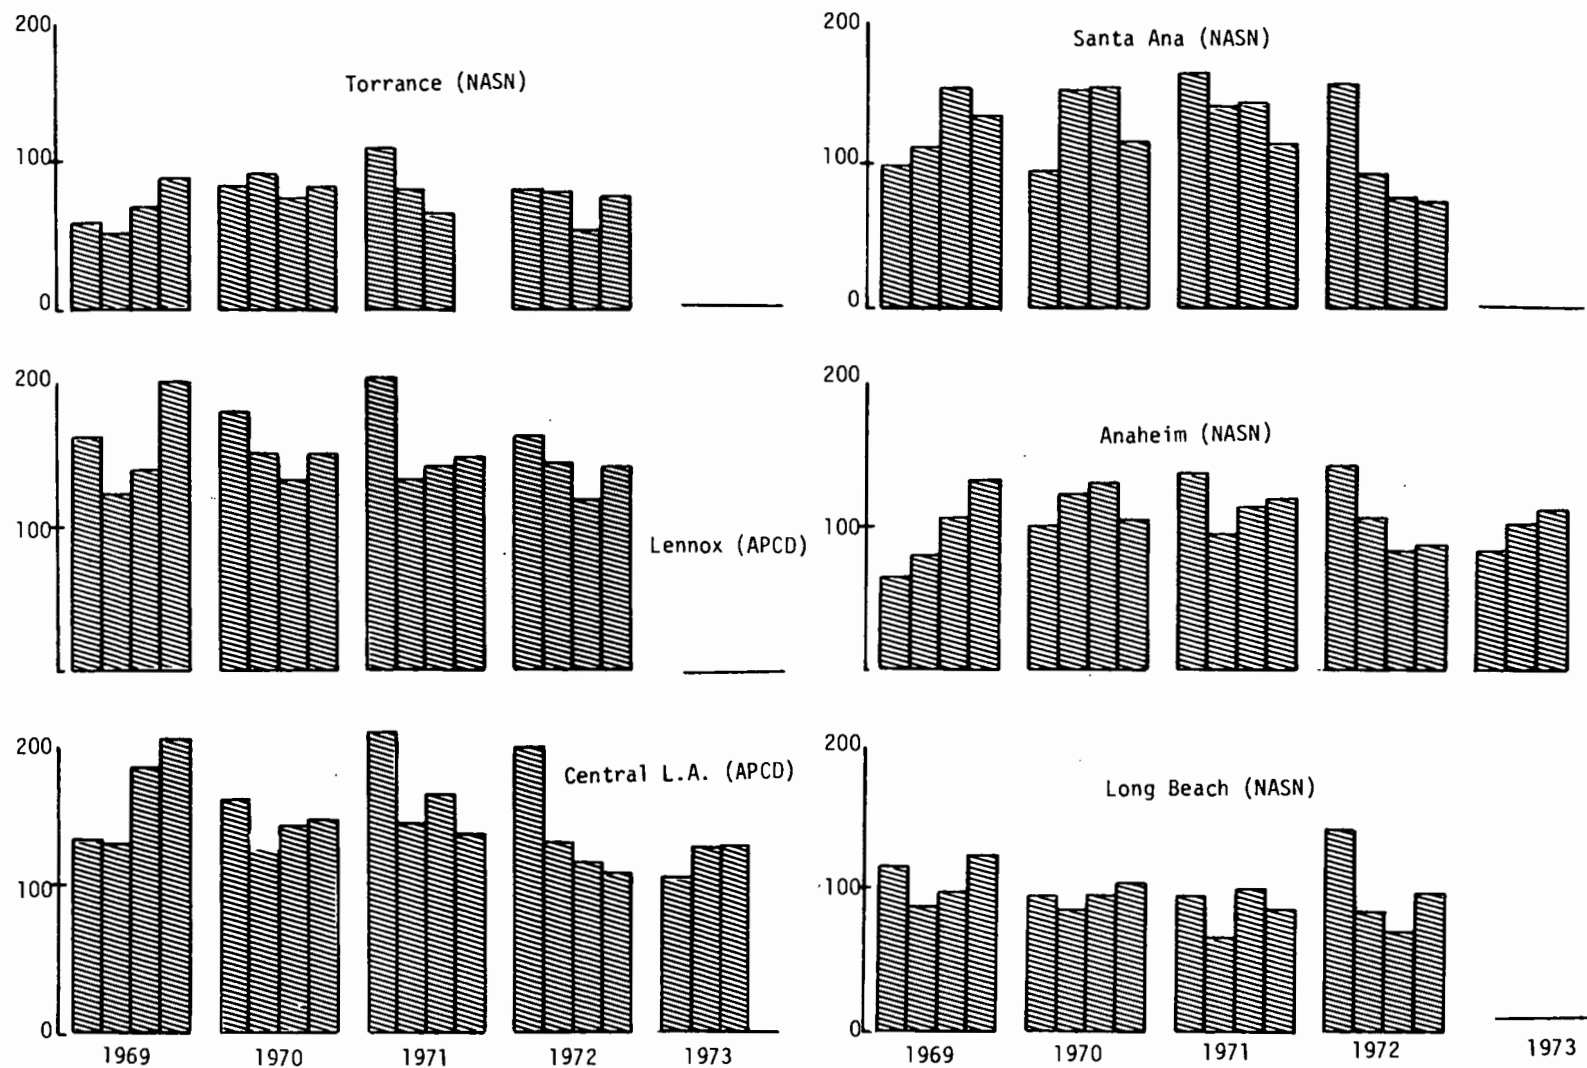 200
Torrance (NASN)
100
0
200
Santa Ana (NASN)
100
0
200
100
Lennox (APCD)
200
Anaheim (NASN)
100
200
Central L.A. (APCD)
100
0
1969 1970 1971 1972 1973
200
Long Beach (NASN)
100
0
1969 1970 1971 1972 1973